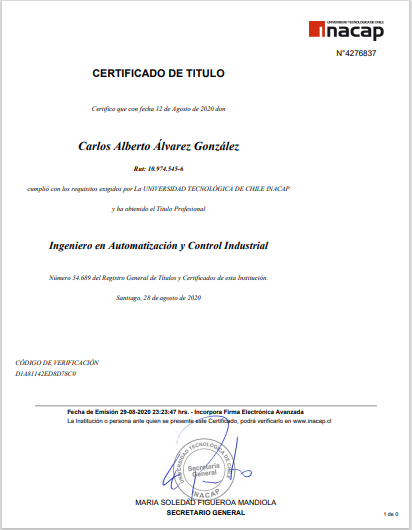 UNIVERSIDAD TECNOLÓGICA DE CHILE
inacap
N°4276837
CERTIFICADO DE TITULO
Certifico que con fecha 12 de Agosto de 2020 don
Carlos Alberto Álvarez González
Rut: 10.974.545-6
cumplió con los requisitos exigidos por La UNIVERSIDAD TECNOLÓGICA DE CHILE INACAP
y ha obtenido el Titulo Profesional
Ingeniero en Automatización y Control Industrial
Número 54.689 del Registro General de Títulos y Certificados de esta Institución.
Santiago, 28 de agosto de 2020
CÓDIGO DE VERIFICACIÓN
D1A81142ED8D78C0
Fecha de Emisión 29-08-2020 23:23:47 hrs. - Incorpora Firma Electrónica Avanzada
La Institución o persona ante quien se presente este Certificado, podrá verificarlo en www.inacap.cl
UNIVERSIDAD TECNOLOGICA DE CHILE
Secretaria
General
INACAP
MARIA SOLEDAD FIGUEROA MANDIOLA
SECRETARIO GENERAL
1 de 0